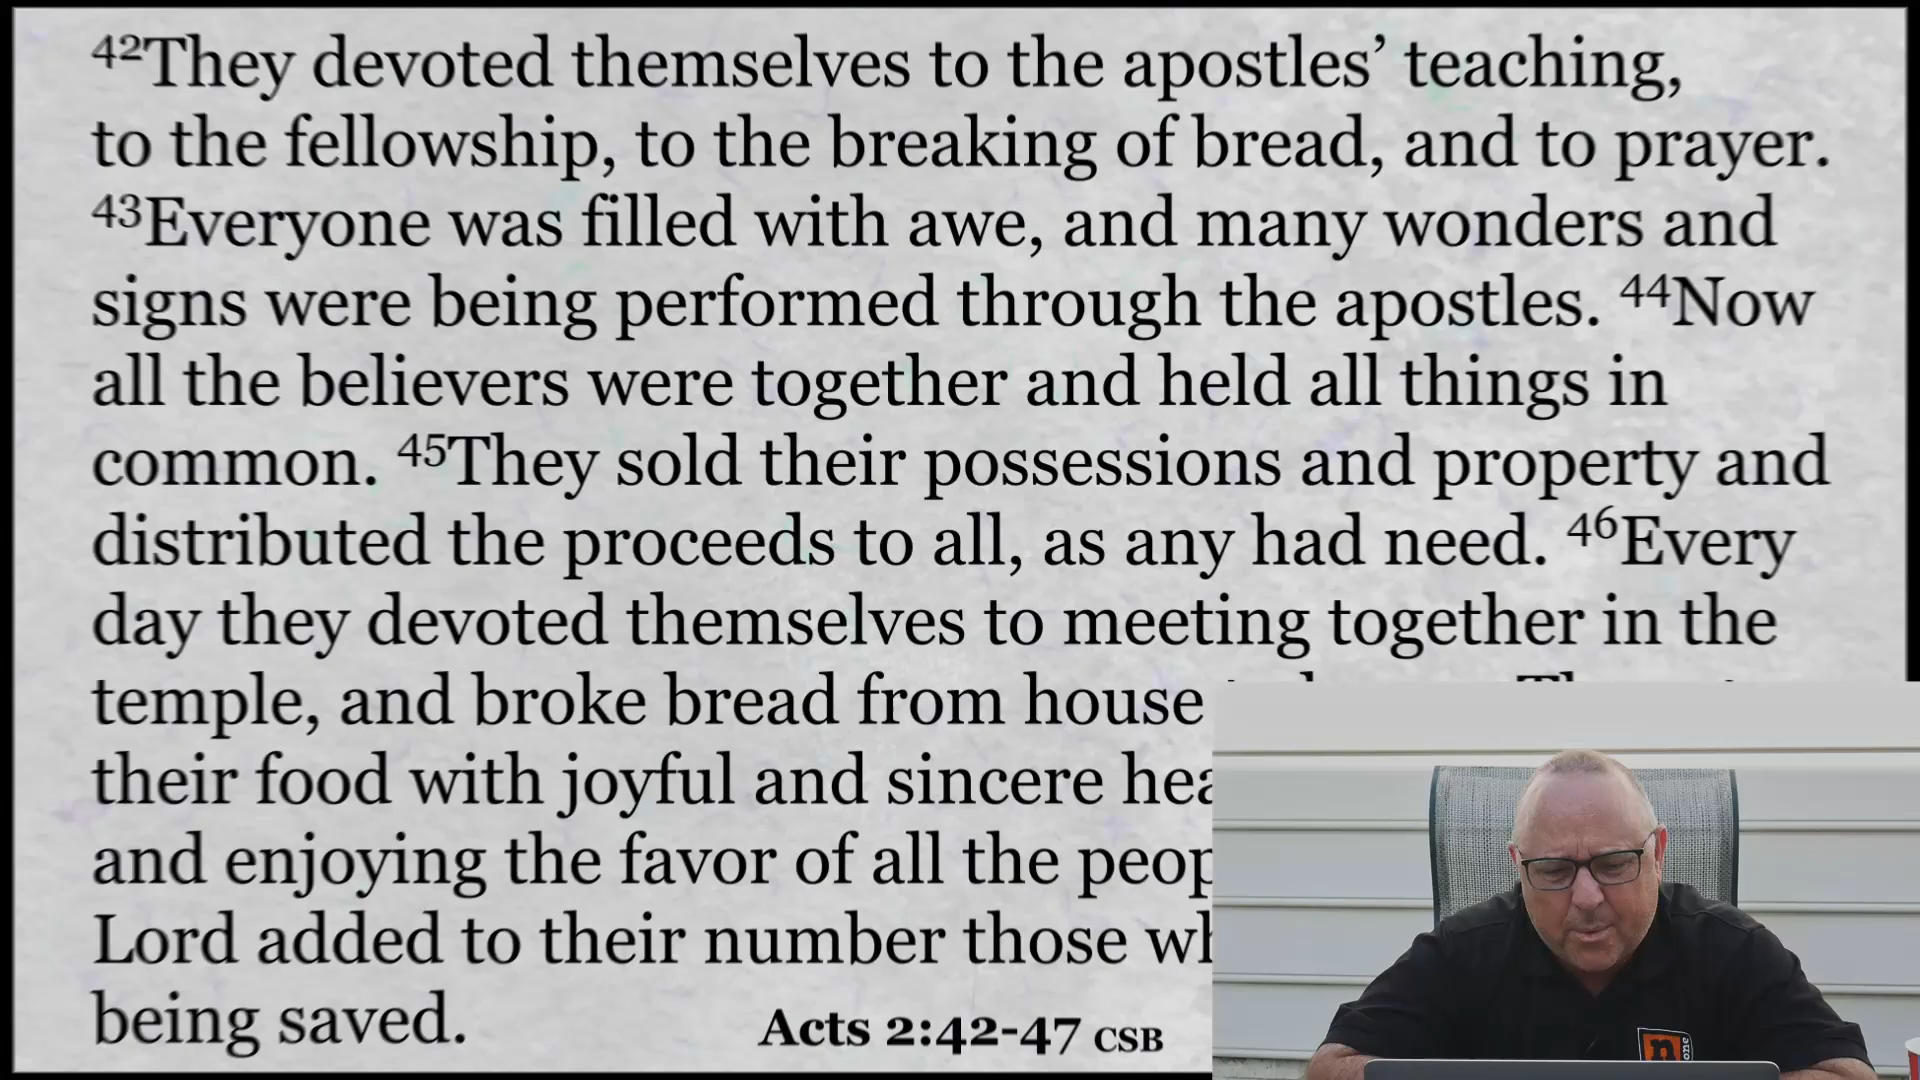 ⁴²They devoted themselves to the apostles’ teaching,
to the fellowship, to the breaking of bread, and to prayer.
⁴³Everyone was filled with awe, and many wonders and
signs were being performed through the apostles. ⁴⁴Now
all the believers were together and held all things in
common. ⁴⁵They sold their possessions and property and
distributed the proceeds to all, as any had need. ⁴⁶Every
day they devoted themselves to meeting together in the
temple, and broke bread from house
their food with joyful and sincere
and enjoying the favor of all the
Lord added to their number those
being saved.
Acts 2:42-47 CSB
n one